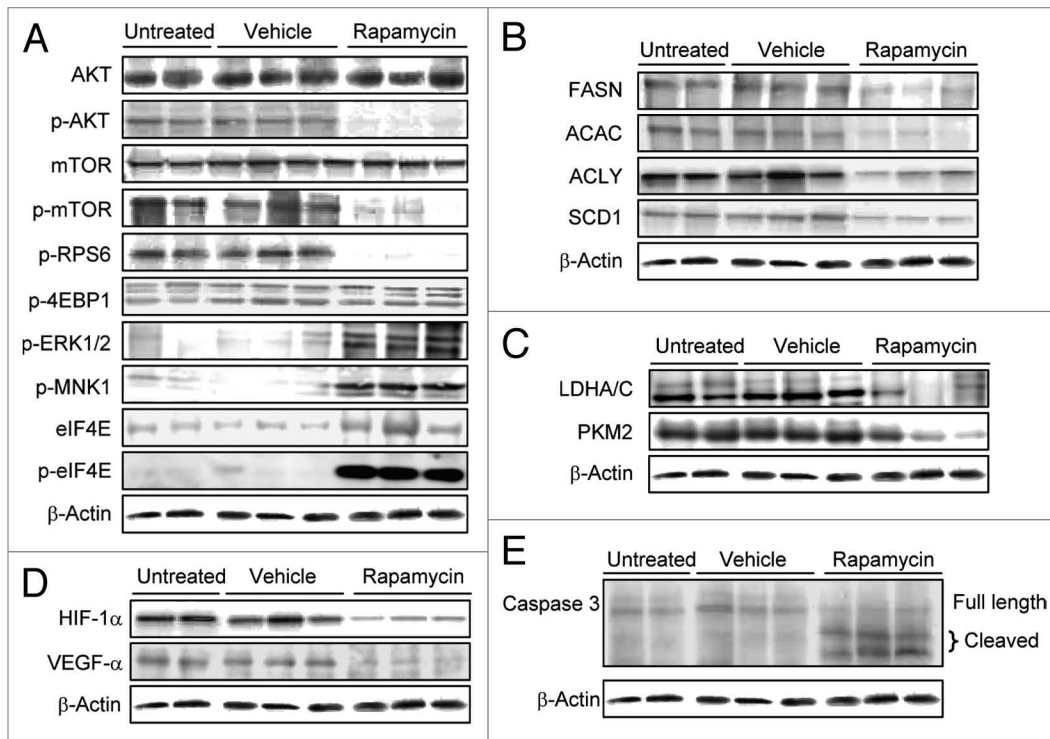 A
Untreated Vehicle Rapamycin
AKT
p-AKT
mTOR
p-mTOR
p-RPS6
p-4EBP1
p-ERK1/2
p-MNK1
eIF4E
p-eIF4E
β-Actin
B
Untreated Vehicle Rapamycin
FASN
ACAC
ACLY
SCD1
β-Actin
C
Untreated Vehicle Rapamycin
LDHA/C
PKM2
β-Actin
D
Untreated Vehicle Rapamycin
HIF-1α
VEGF-α
β-Actin
E
Untreated Vehicle Rapamycin
Caspase 3 Full length
} Cleaved
β-Actin